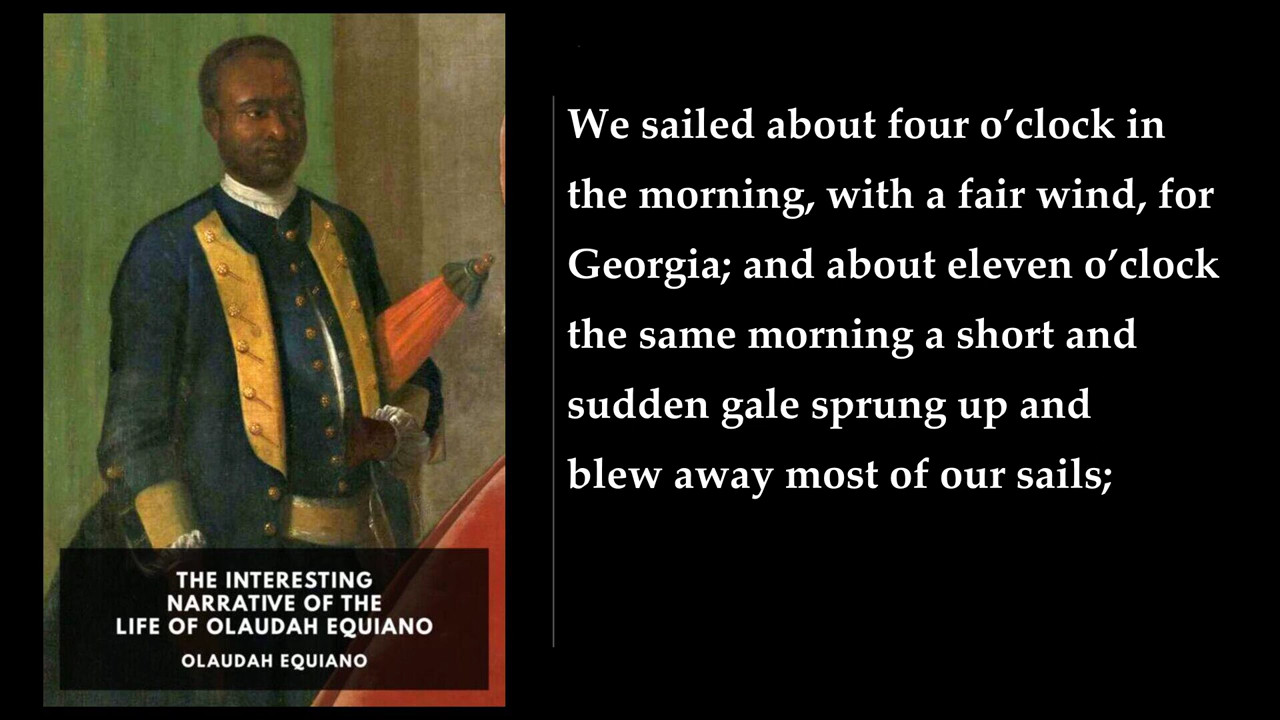 THE INTERESTING
NARRATIVE OF THE
LIFE OF OLAUDAH EQUIANO
OLAUDAH EQUIANO
We sailed about four o’clock in
the morning, with a fair wind, for
Georgia; and about eleven o’clock
the same morning a short and
sudden gale sprung up and
blew away most of our sails;